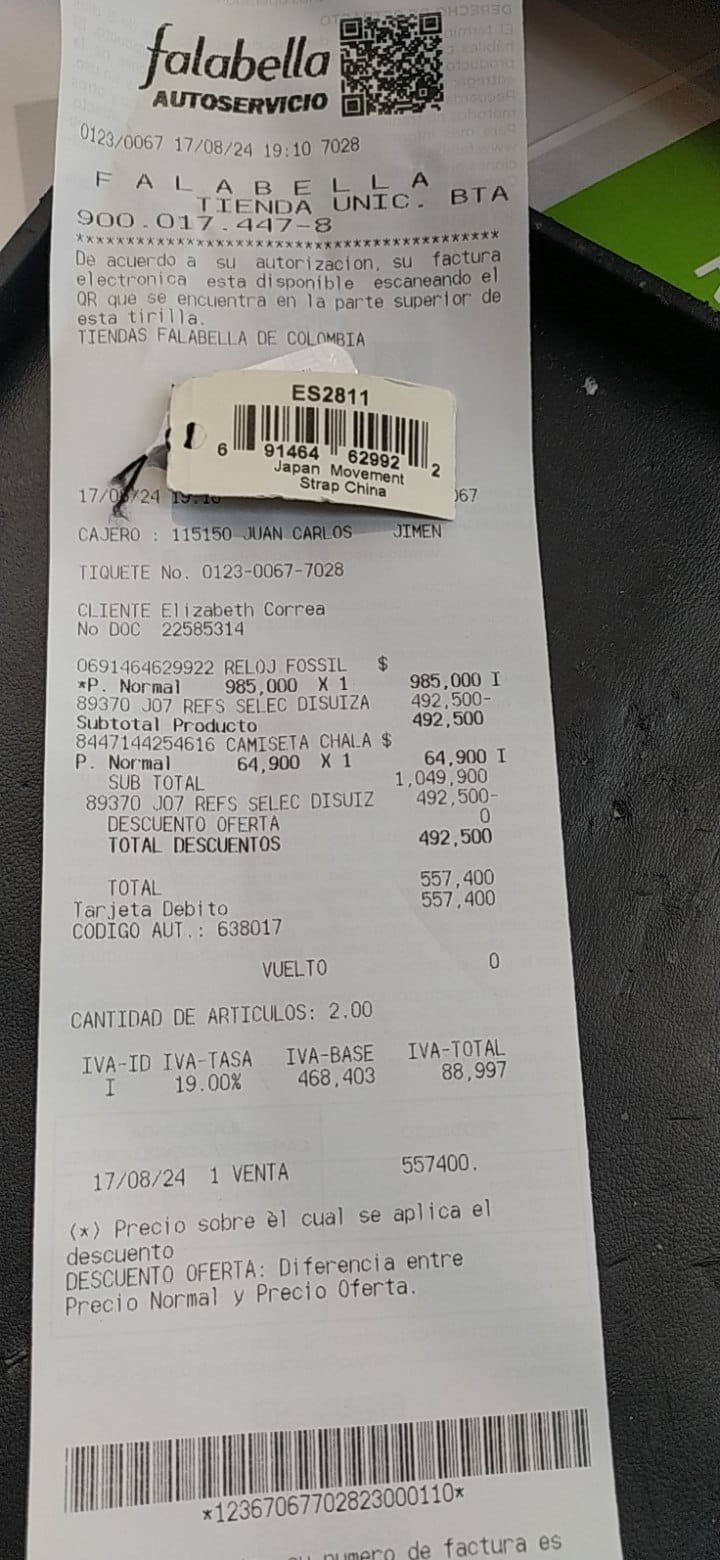 falabella
AUTOSERVICIO
0123/0067 17/08/24 19:10 7028
F A L A B E L L A
TIENDA UNIC. BTA
900.017.447-8
******************************************
De acuerdo a su autorizacion, su factura
electronica esta disponible escaneando el
QR que se encuentra en la parte superior de
esta tirilla.
TIENDAS FALABELLA DE COLOMBIA
ES2811
6 91464 62992 2
Japan Movement
Strap China
17/08/24 19:10 067
CAJERO : 115150 JUAN CARLOS JIMEN
TIQUETE No. 0123-0067-7028
CLIENTE Elizabeth Correa
No DOC 22585314
0691464629922 RELOJ FOSSIL $
*P. Normal 985,000 X 1 985,000 I
89370 J07 REFS SELEC DISUIZA 492,500-
Subtotal Producto 492,500
8447144254616 CAMISETA CHALA $
P. Normal 64,900 X 1 64,900 I
SUB TOTAL 1,049,900
89370 J07 REFS SELEC DISUIZ 492,500-
DESCUENTO OFERTA 0
TOTAL DESCUENTOS 492,500
TOTAL 557,400
Tarjeta Debito 557,400
CODIGO AUT.: 638017
VUELTO 0
CANTIDAD DE ARTICULOS: 2.00
IVA-ID IVA-TASA IVA-BASE IVA-TOTAL
I 19.00% 468,403 88,997
17/08/24 1 VENTA 557400.
(*) Precio sobre èl cual se aplica el
descuento
DESCUENTO OFERTA: Diferencia entre
Precio Normal y Precio Oferta.
*12367067702823000110*
numero de factura es